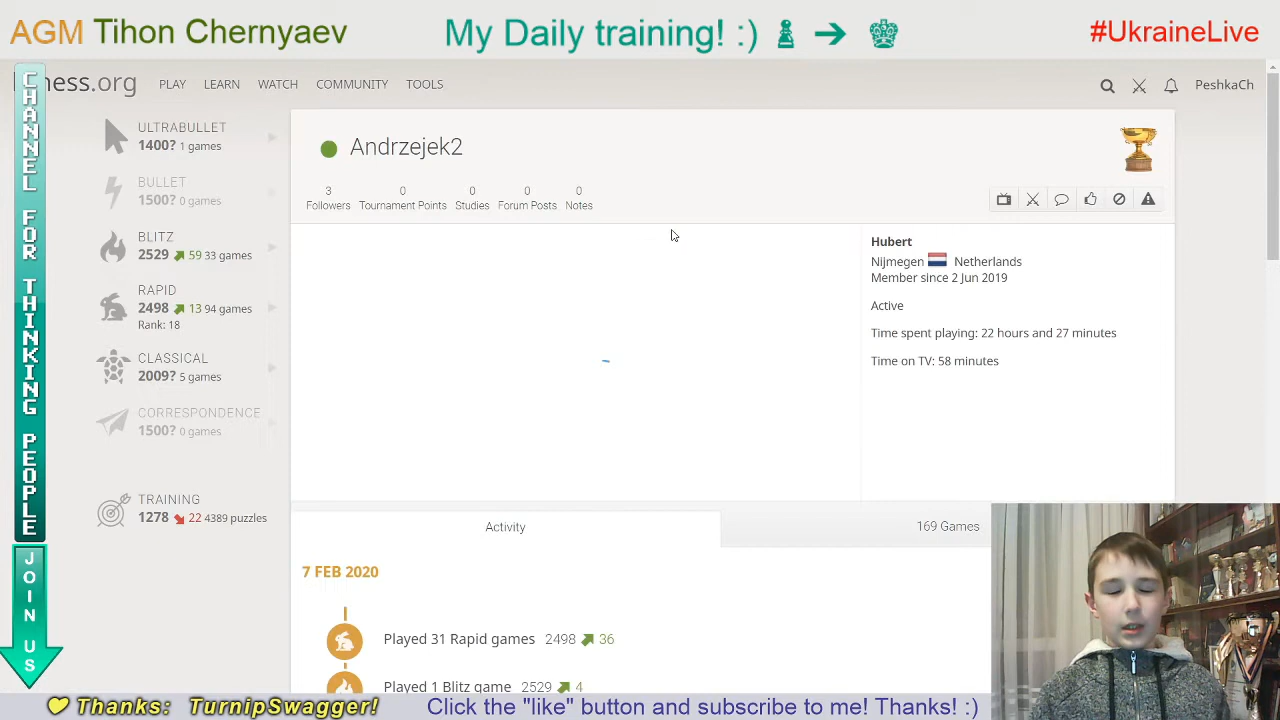 AGM Tihon Chernyaev
My Daily training! :)
#UkraineLive
CHANNEL FOR THINKING PEOPLE
JOIN US
hess.org
PLAY
LEARN
WATCH
COMMUNITY
TOOLS
PeshkaCh
ULTRABULLET
1400? 1 games
BULLET
1500? 0 games
BLITZ
2529 59 33 games
RAPID
2498 13 94 games
Rank: 18
CLASSICAL
2009? 5 games
CORRESPONDENCE
1500? 0 games
TRAINING
1278 22 4389 puzzles
Andrzejek2
3 0 0 0 0
Followers Tournament Points Studies Forum Posts Notes
Hubert
Nijmegen Netherlands
Member since 2 Jun 2019
Active
Time spent playing: 22 hours and 27 minutes
Time on TV: 58 minutes
Activity
169 Games
7 FEB 2020
Played 31 Rapid games 2498 36
Played 1 Blitz game 2529 4
Thanks: TurnipSwagger!
Click the "like" button and subscribe to me! Thanks! :)